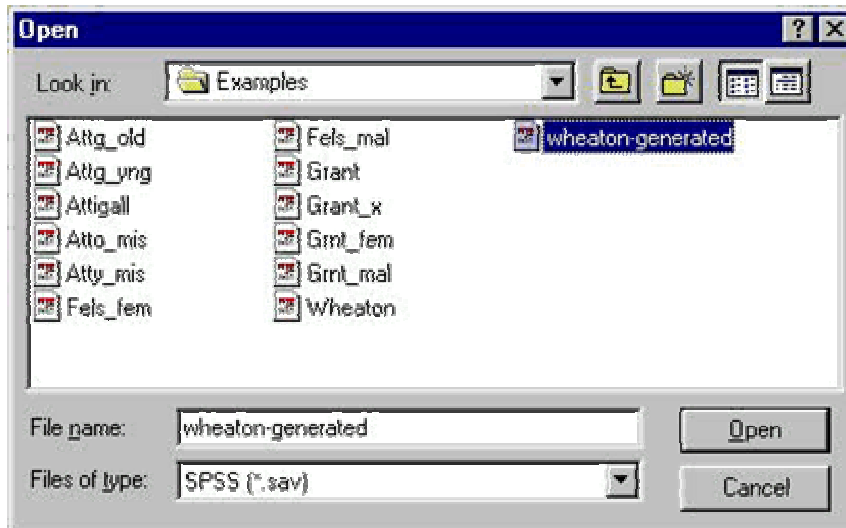 Open
Look in: Examples
Attg_old
Attg_yng
Attigall
Atto_mis
Atty_mis
Fels_fem
Fels_mal
Grant
Grant_x
Grnt_fem
Grnt_mal
Wheaton
wheaton-generated
File name: wheaton-generated
Open
Files of type: SPSS (*.sav)
Cancel